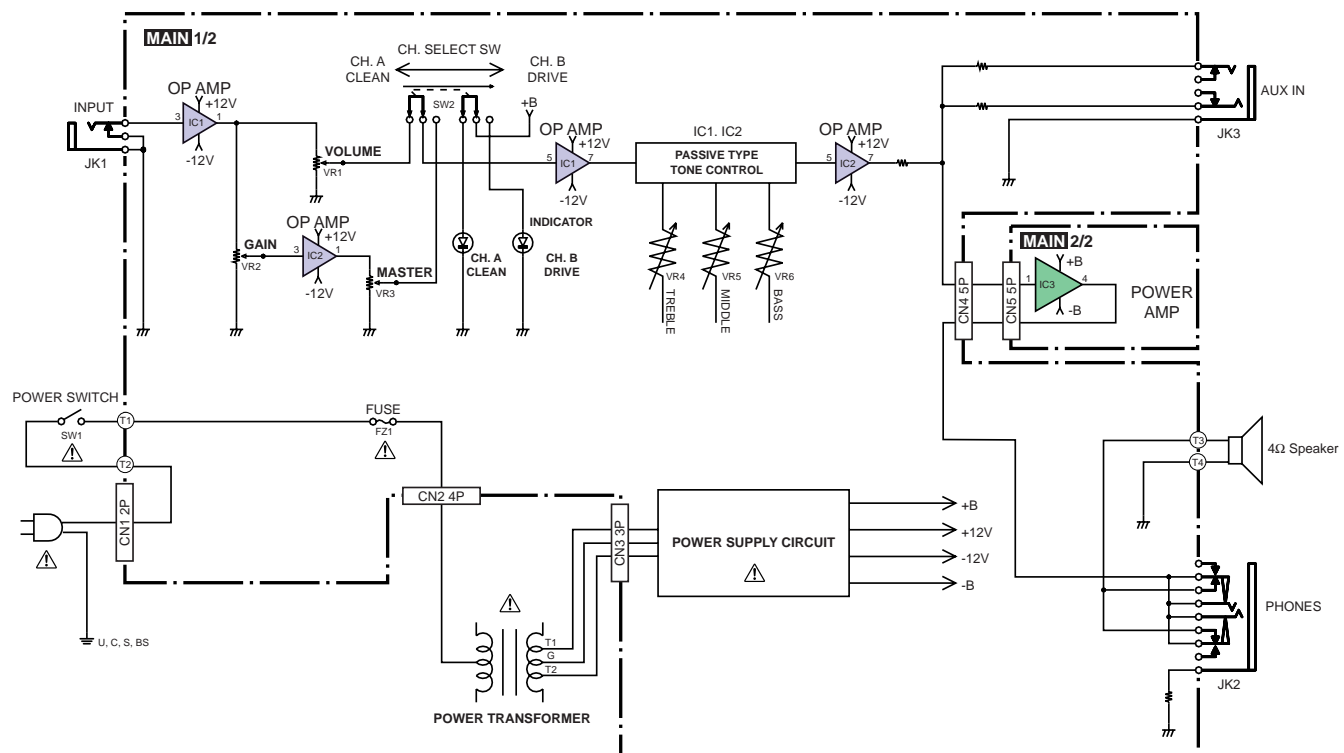 MAIN 1/2
CH. SELECT SW
CH. A
CLEAN
CH. B
DRIVE
SW2
+B
INPUT
JK1
OP AMP
+12V
3
IC1
1
-12V
VOLUME
VR1
GAIN
VR2
OP AMP
+12V
3
IC2
1
-12V
MASTER
VR3
INDICATOR
CH. A
CLEAN
CH. B
DRIVE
OP AMP
+12V
5
IC1
7
-12V
IC1. IC2
PASSIVE TYPE
TONE CONTROL
VR4
TREBLE
VR5
MIDDLE
VR6
BASS
OP AMP
+12V
5
IC2
7
-12V
AUX IN
JK3
MAIN 2/2
CN4 5P
CN5 5P
+B
1
IC3
4
-B
POWER
AMP
POWER SWITCH
SW1
T1
T2
FUSE
FZ1
CN1 2P
U, C, S, BS
CN2 4P
CN3 3P
POWER SUPPLY CIRCUIT
+B
+12V
-12V
-B
T1
G
T2
POWER TRANSFORMER
T3
T4
4Ω Speaker
PHONES
JK2